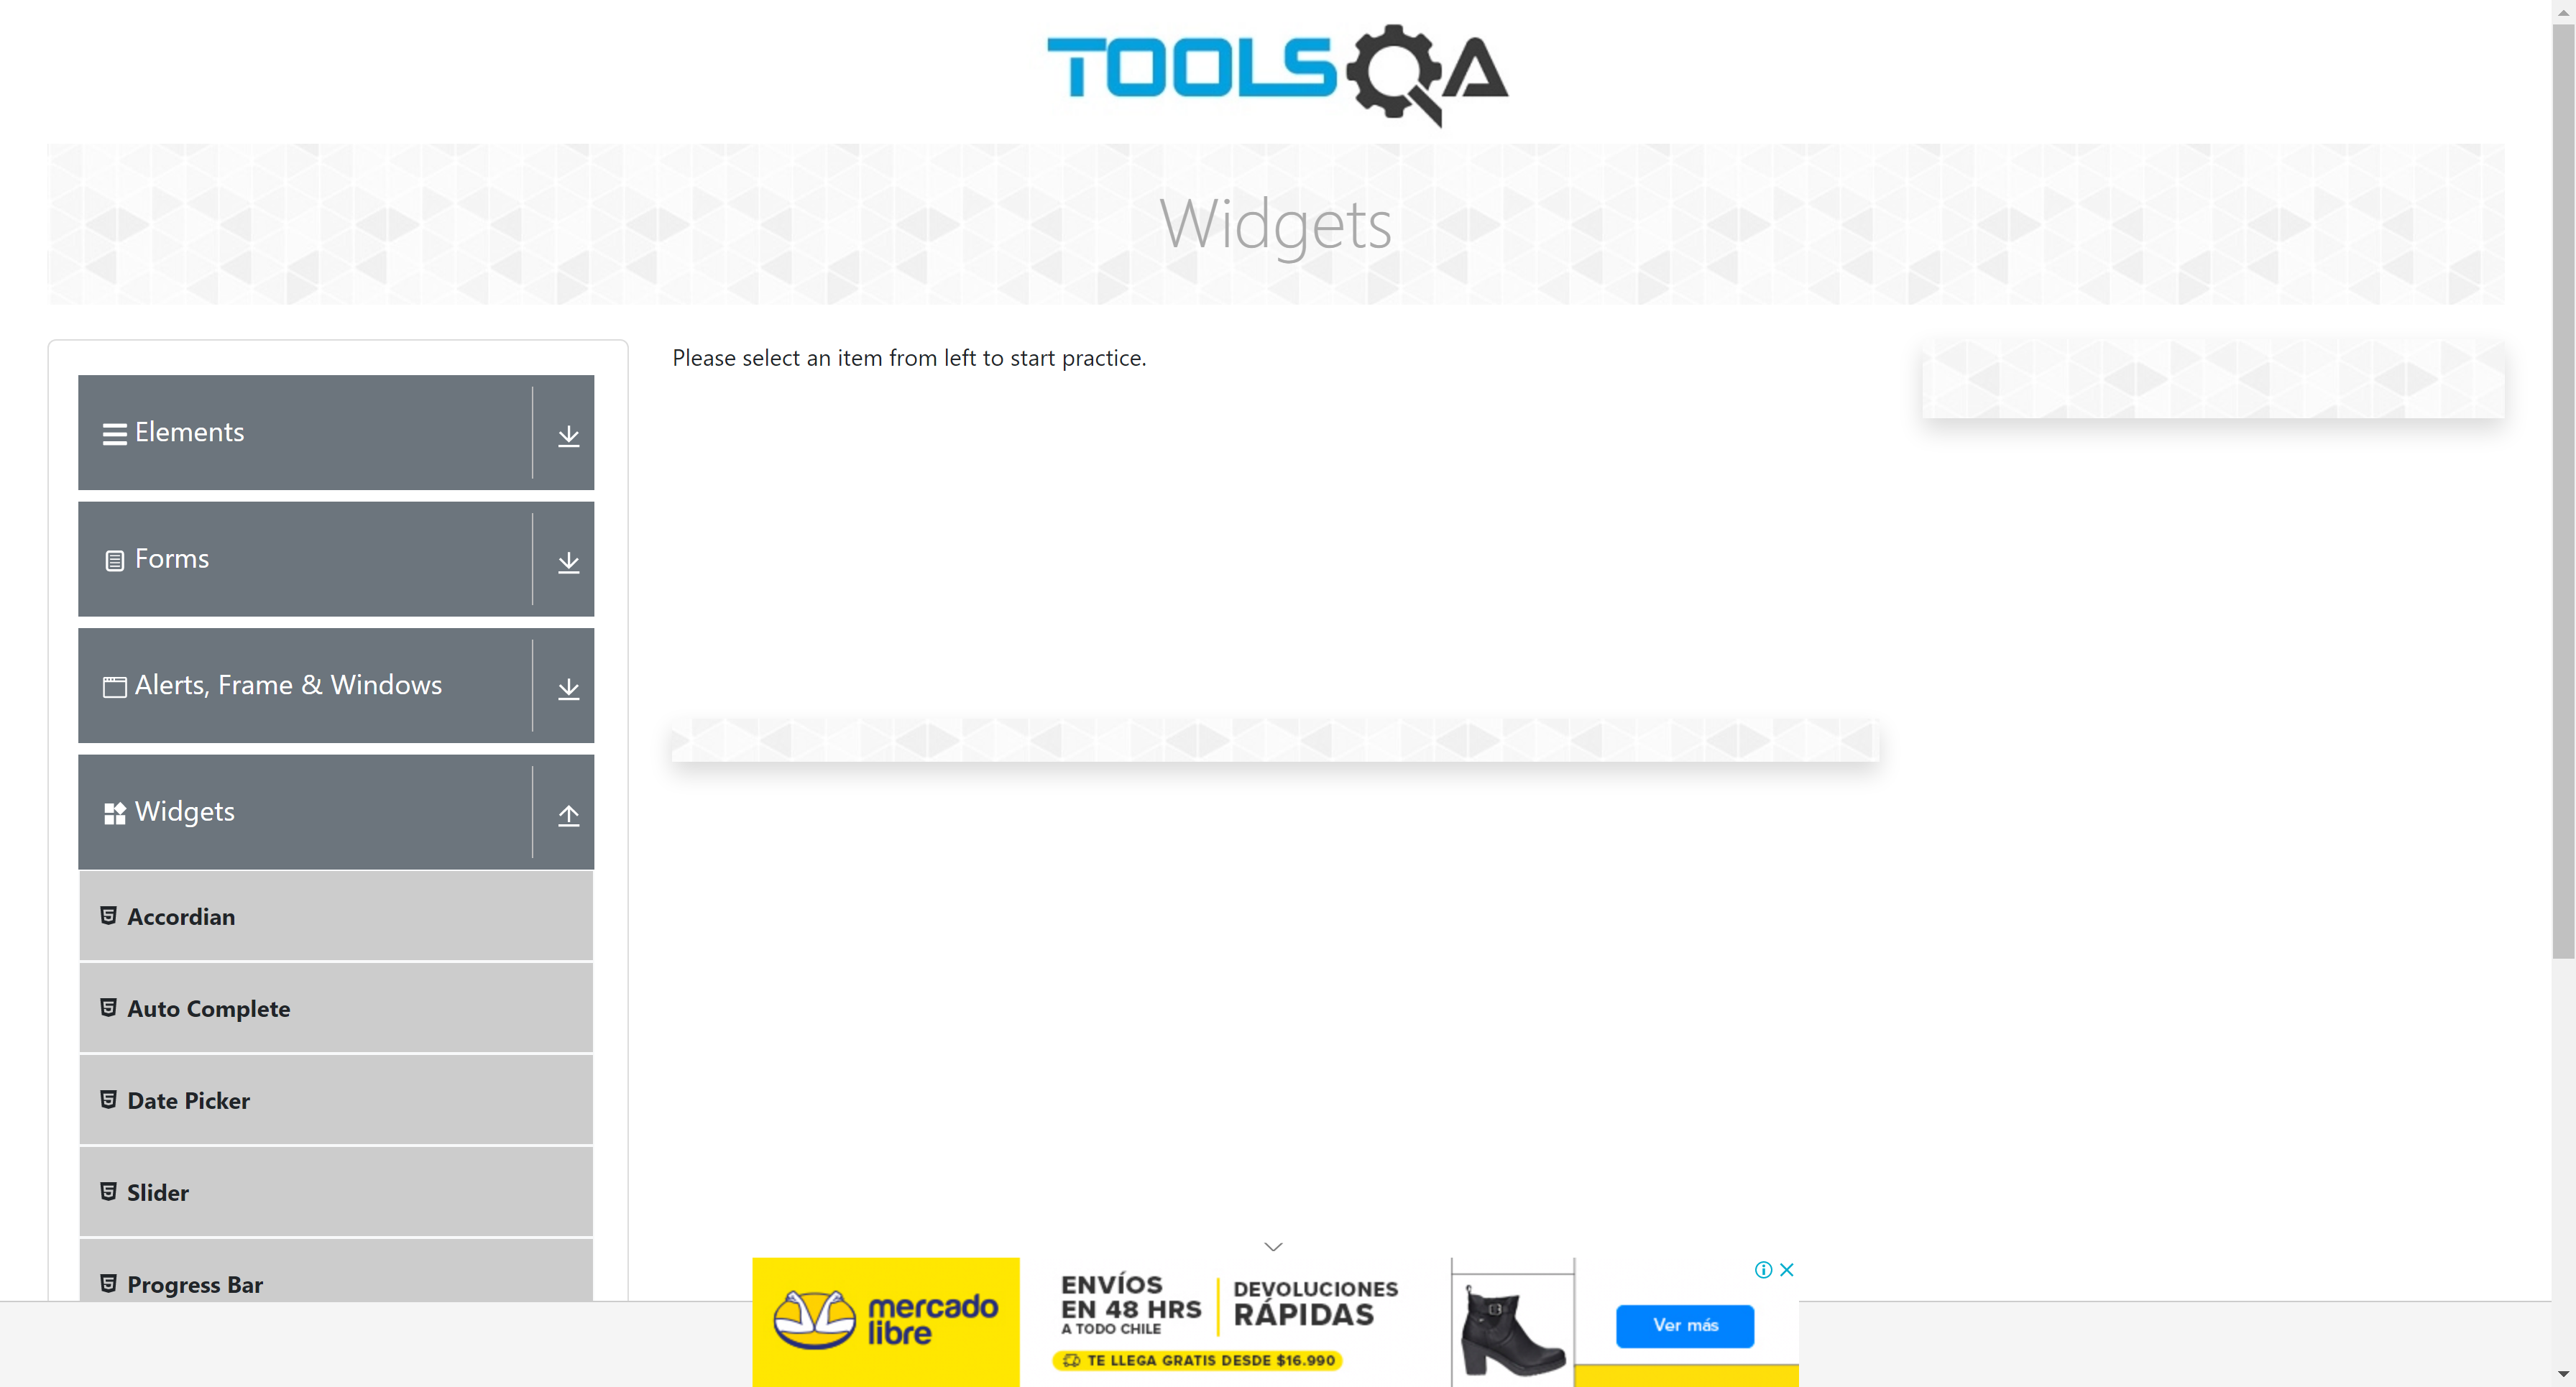 TOOLSQA
Widgets
Please select an item from left to start practice.
Elements
Forms
Alerts, Frame & Windows
Widgets
Accordian
Auto Complete
Date Picker
Slider
Progress Bar
mercado
libre
ENVÍOS
EN 48 HRS
A TODO CHILE
DEVOLUCIONES
RÁPIDAS
TE LLEGA GRATIS DESDE $16.990
Ver más